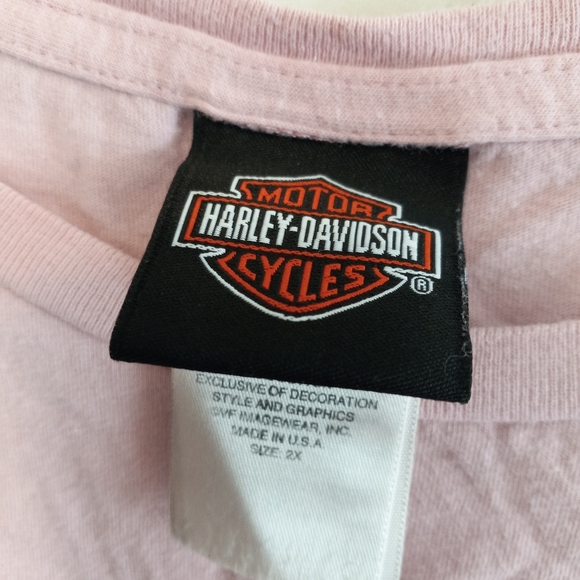 MOTOR
HARLEY-DAVIDSON
CYCLES
®
EXCLUSIVE OF DECORATION
STYLE AND GRAPHICS
©VF IMAGEWEAR, INC.
MADE IN U.S.A
SIZE: 2X